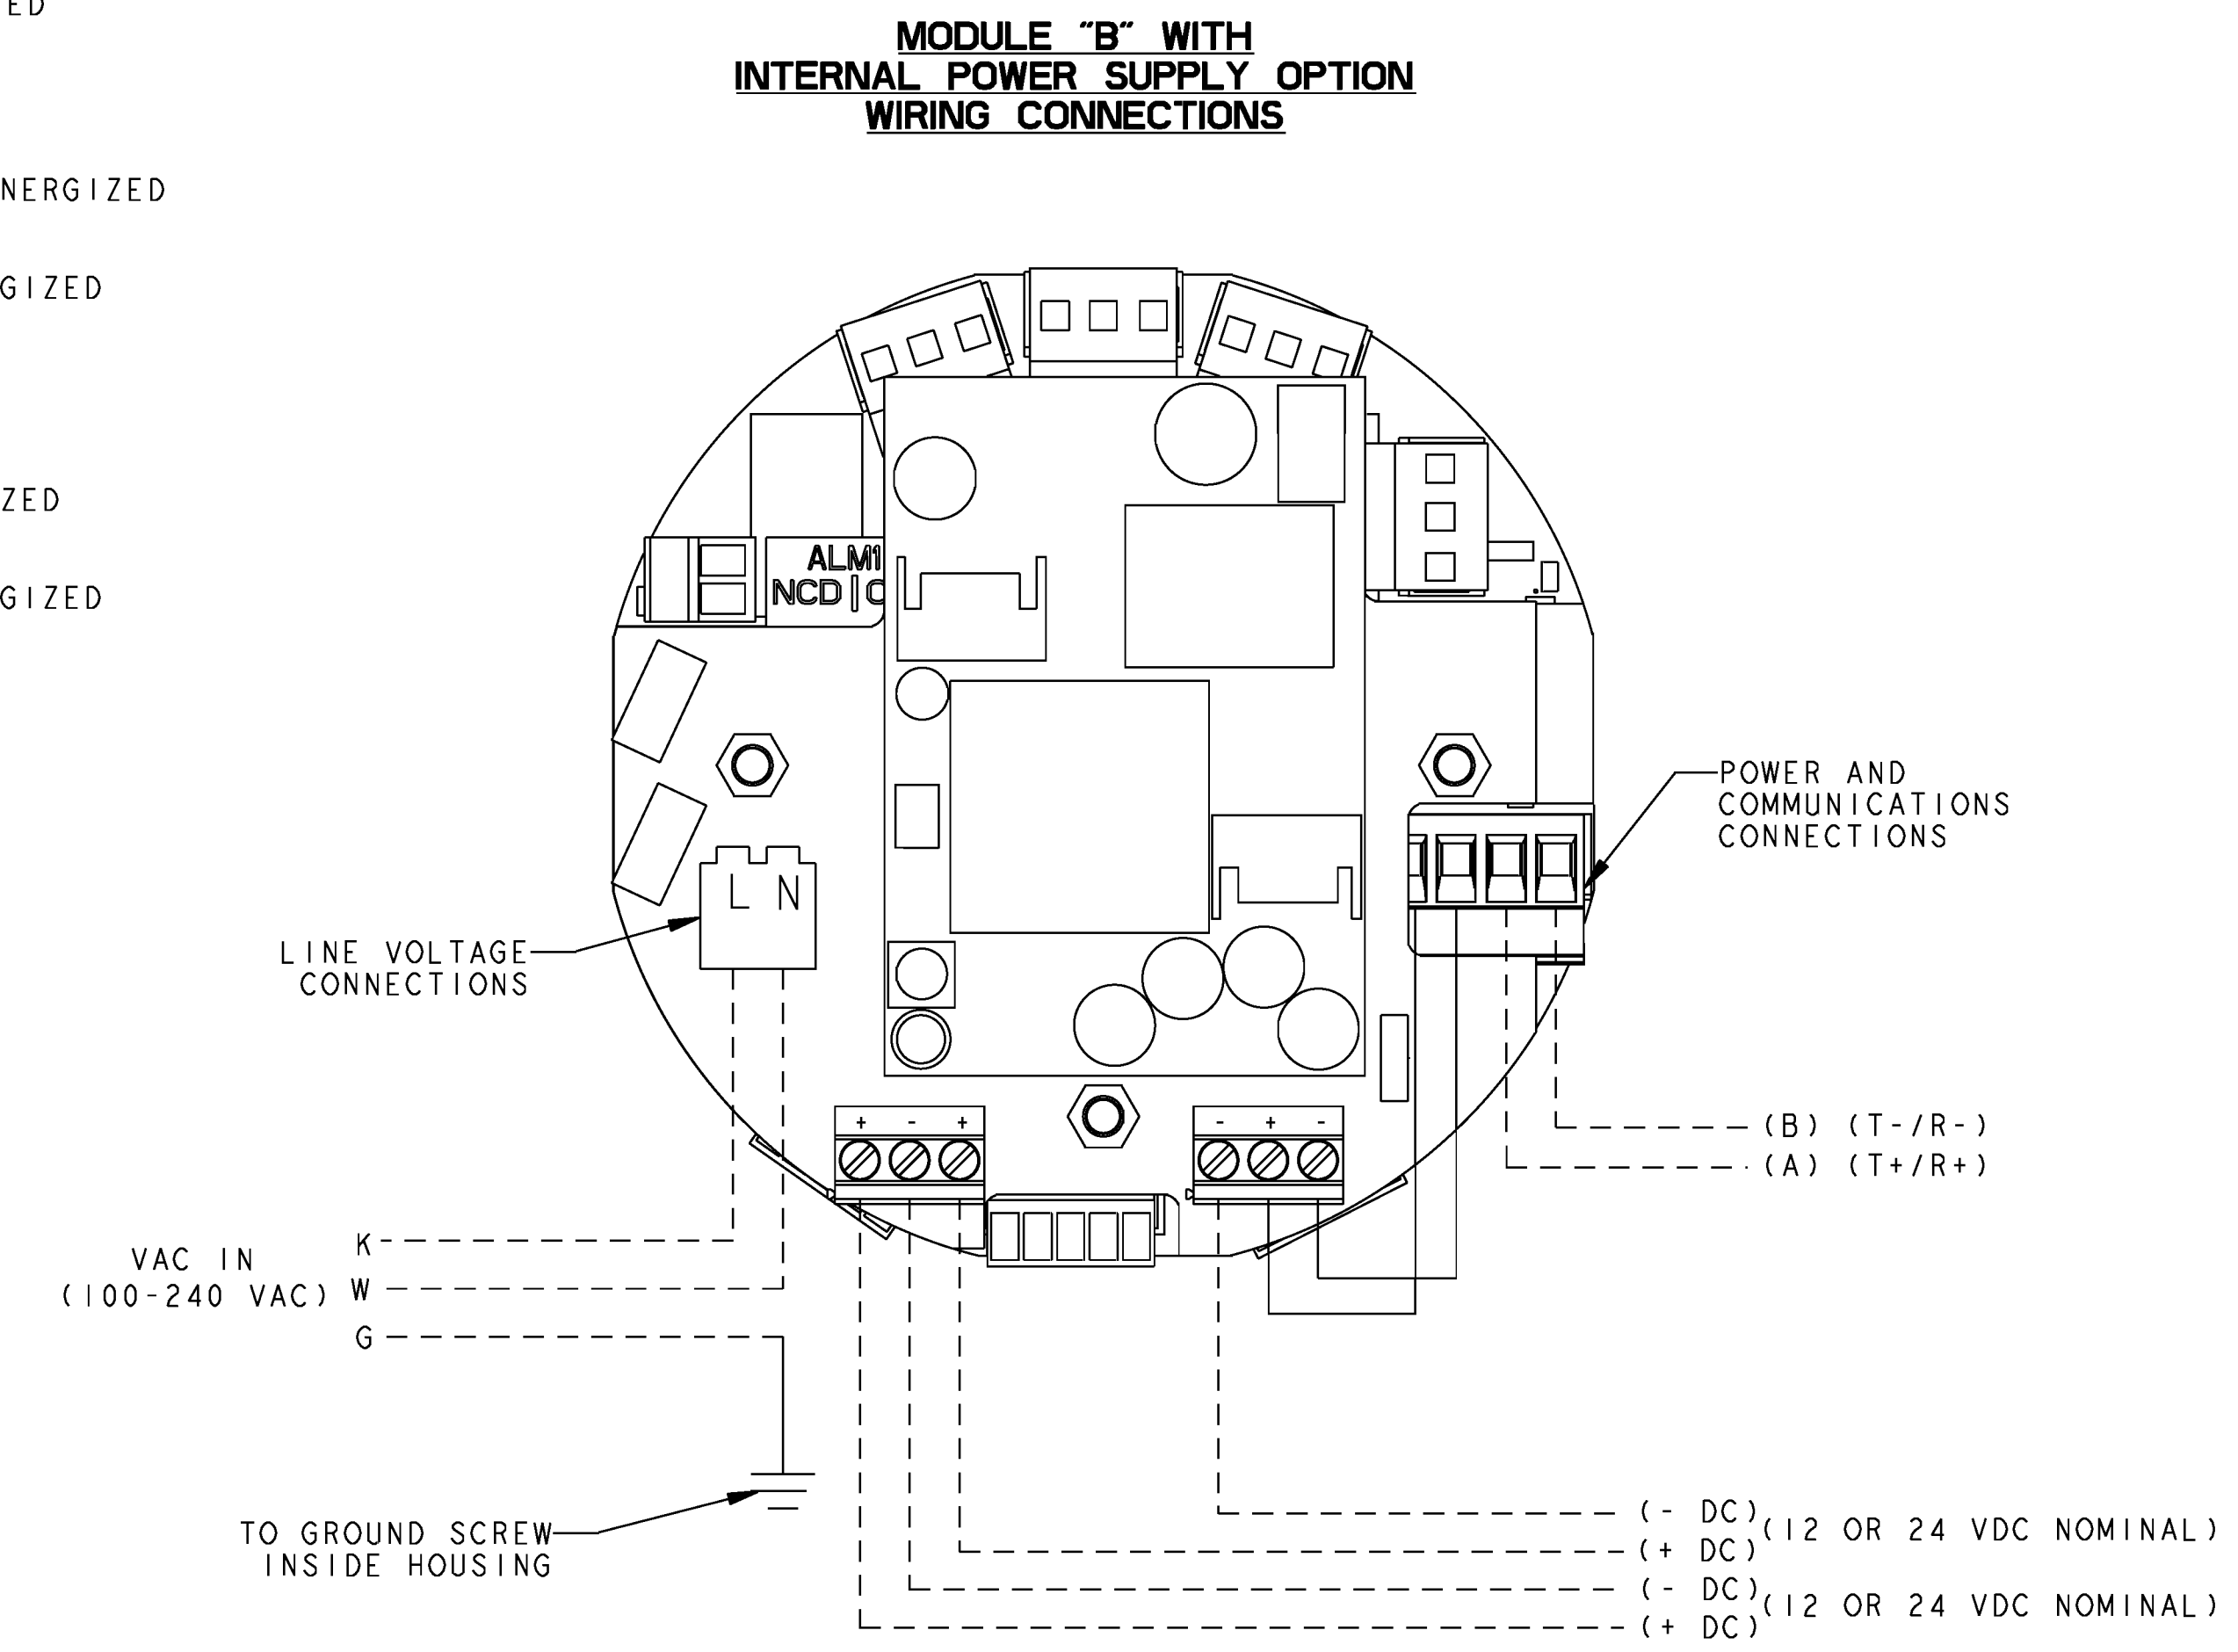 ED
MODULE "B" WITH
INTERNAL POWER SUPPLY OPTION
WIRING CONNECTIONS
NERGIZED
GIZED
ZED
GIZED
ALM1
NCD|C
POWER AND
COMMUNICATIONS
CONNECTIONS
L N
LINE VOLTAGE
CONNECTIONS
+ - +
- + -
(B) (T-/R-)
(A) (T+/R+)
K
VAC IN
(100-240 VAC)
W
G
TO GROUND SCREW
INSIDE HOUSING
(- DC)
(+ DC)
(12 OR 24 VDC NOMINAL)
(- DC)
(+ DC)
(12 OR 24 VDC NOMINAL)